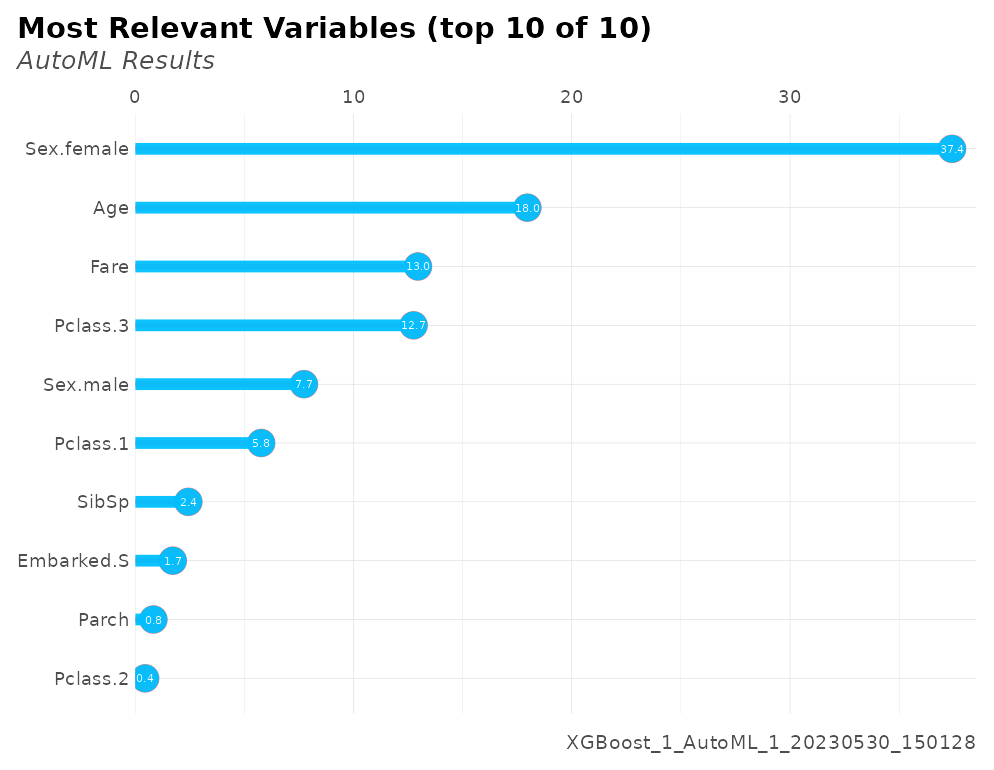 Most Relevant Variables (top 10 of 10)
AutoML Results
0 10 20 30
Sex.female 37.4
Age 18.0
Fare 13.0
Pclass.3 12.7
Sex.male 7.7
Pclass.1 5.8
SibSp 2.4
Embarked.S 1.7
Parch 0.8
Pclass.2 0.4
XGBoost_1_AutoML_1_20230530_150128